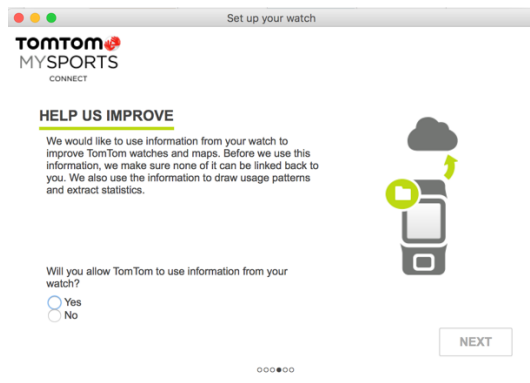 Set up your watch
TOMTOM
MYSPORTS
CONNECT
HELP US IMPROVE
We would like to use information from your watch to
improve TomTom watches and maps. Before we use this
information, we make sure none of it can be linked back to
you. We also use the information to draw usage patterns
and extract statistics.
Will you allow TomTom to use information from your
watch?
Yes
No
NEXT